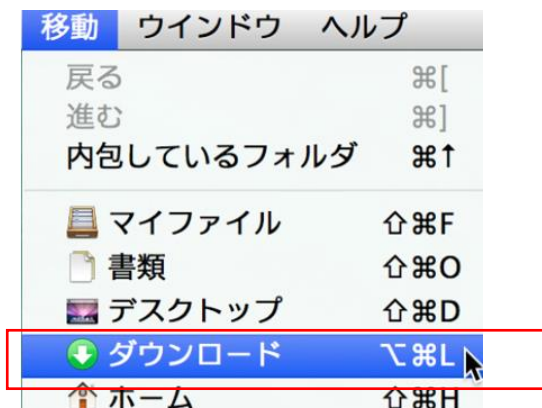 移動 ウインドウ ヘルプ
戻る ⌘[
進む ⌘]
内包しているフォルダ ⌘↑
マイファイル ⇧⌘F
書類 ⇧⌘O
デスクトップ ⇧⌘D
ダウンロード ⌥⌘L
ホーム ⇧⌘H